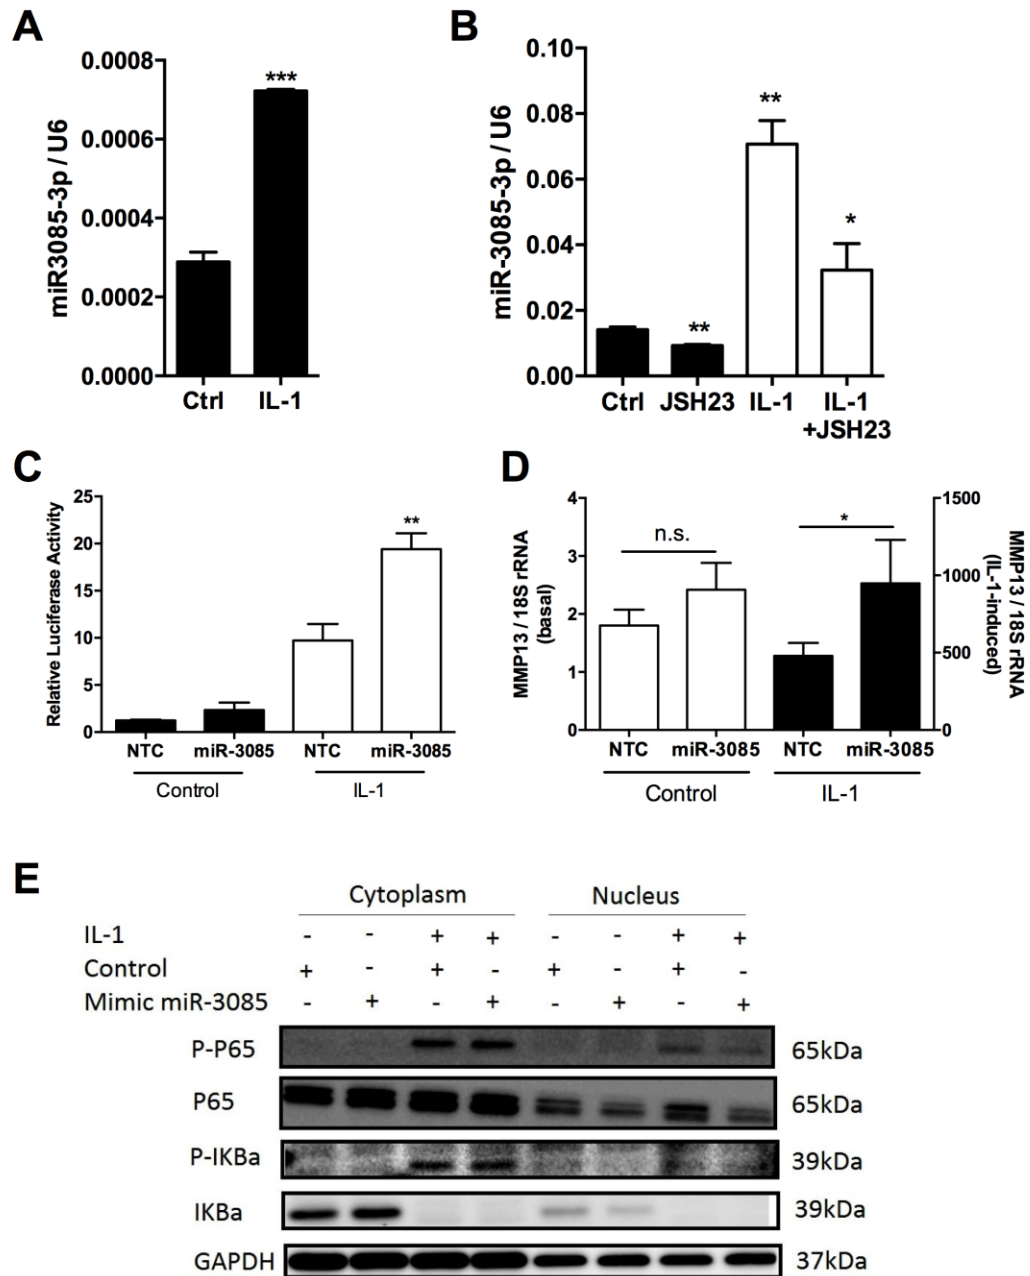 A
miR3085-3p / U6
0.0008
0.0006
0.0004
0.0002
0.0000
***
Ctrl IL-1
B
miR-3085-3p / U6
0.10
0.08
0.06
0.04
0.02
0.00
**
**
*
Ctrl JSH23 IL-1 IL-1
+JSH23
C
Relative Luciferase Activity
25
20
15
10
5
0
**
NTC miR-3085 NTC miR-3085
Control IL-1
D
MMP13 / 18S rRNA
(basal)
4
3
2
1
0
n.s.
*
1500
1000
500
0
MMP13 / 18S rRNA
(IL-1-induced)
NTC miR-3085 NTC miR-3085
Control IL-1
E
Cytoplasm Nucleus
IL-1 - - + + - - + +
Control + - + - + - + -
Mimic miR-3085 - + - + - + - +
P-P65 65kDa
P65 65kDa
P-IKBa 39kDa
IKBa 39kDa
GAPDH 37kDa